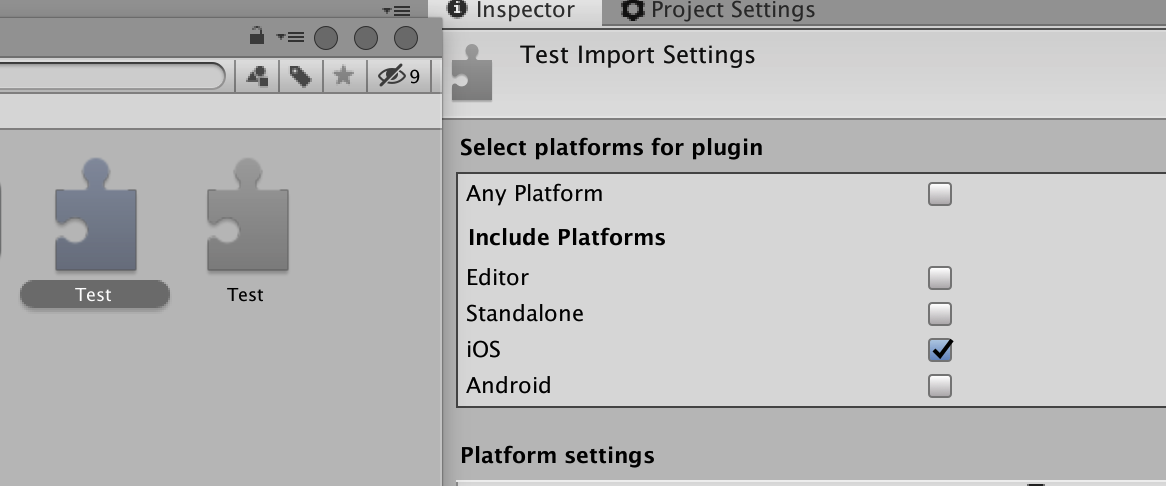 Inspector Project Settings
Test Import Settings
9
Select platforms for plugin
Any Platform
Include Platforms
Editor
Standalone
iOS
Android
Platform settings
Test Test